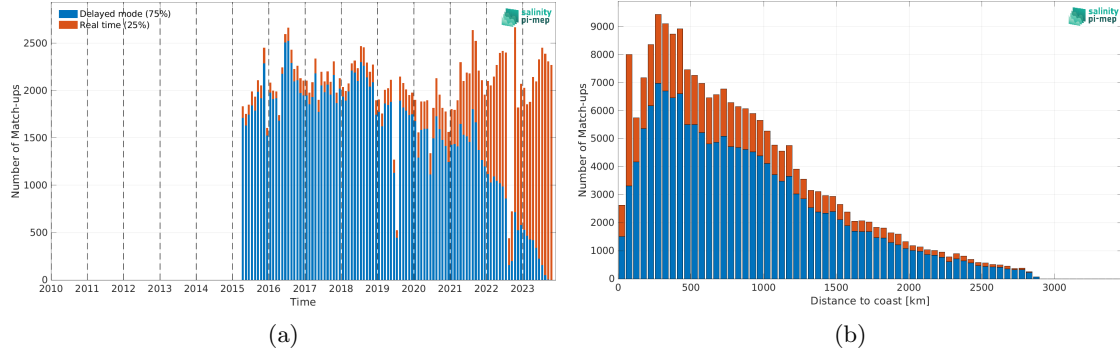 Delayed mode (75%)
Real time (25%)
salinity
pi-mep
Number of Match-ups
2500
2000
1500
1000
500
0
2010 2011 2012 2013 2014 2015 2016 2017 2018 2019 2020 2021 2022 2023
Time
(a)
salinity
pi-mep
Number of Match-ups
9000
8000
7000
6000
5000
4000
3000
2000
1000
0
0 500 1000 1500 2000 2500 3000
Distance to coast [km]
(b)